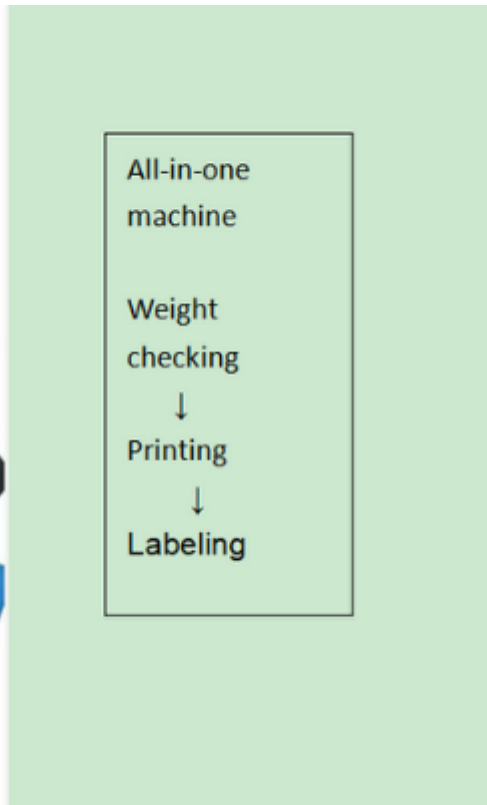 All-in-one
machine
Weight
checking
↓
Printing
↓
Labeling